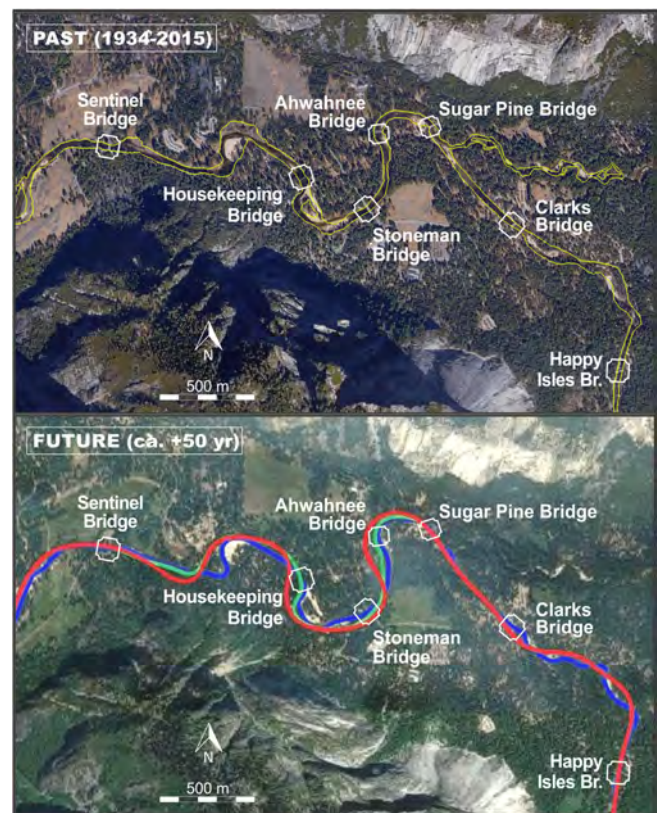 PAST (1934-2015)
Sentinel
Bridge
Ahwahnee
Bridge
Sugar Pine Bridge
Housekeeping
Bridge
Stoneman
Bridge
Clarks
Bridge
Happy
Isles Br.
N
500 m
FUTURE (ca. +50 yr)
Sentinel
Bridge
Ahwahnee
Bridge
Sugar Pine Bridge
Housekeeping
Bridge
Stoneman
Bridge
Clarks
Bridge
Happy
Isles Br.
N
500 m